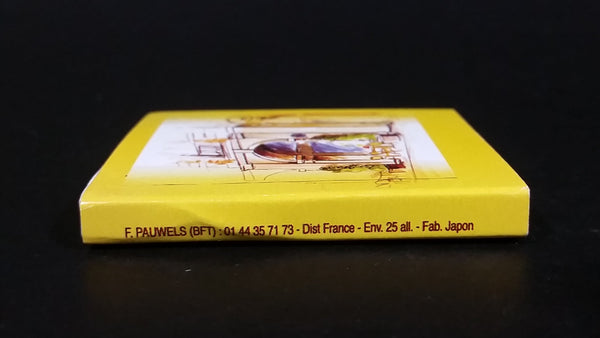 F. PAUWELS (BFT) : 01 44 35 71 73 - Dist France - Env. 25 all. - Fab. Japon